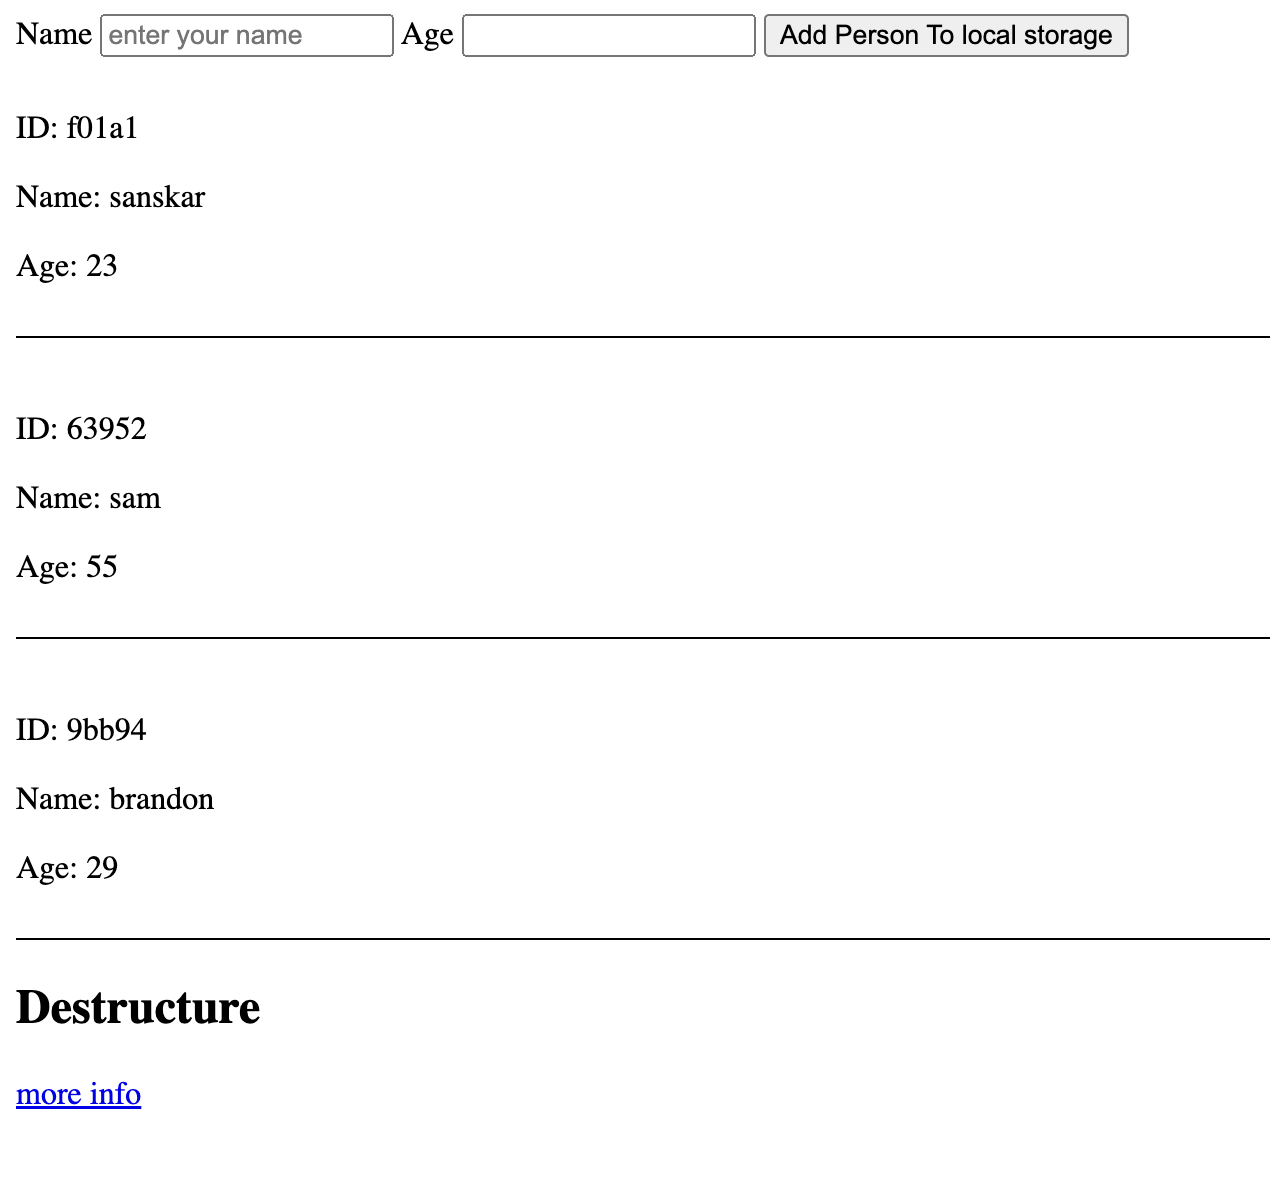 Name enter your name Age Add Person To local storage
ID: f01a1
Name: sanskar
Age: 23
ID: 63952
Name: sam
Age: 55
ID: 9bb94
Name: brandon
Age: 29
Destructure
more info